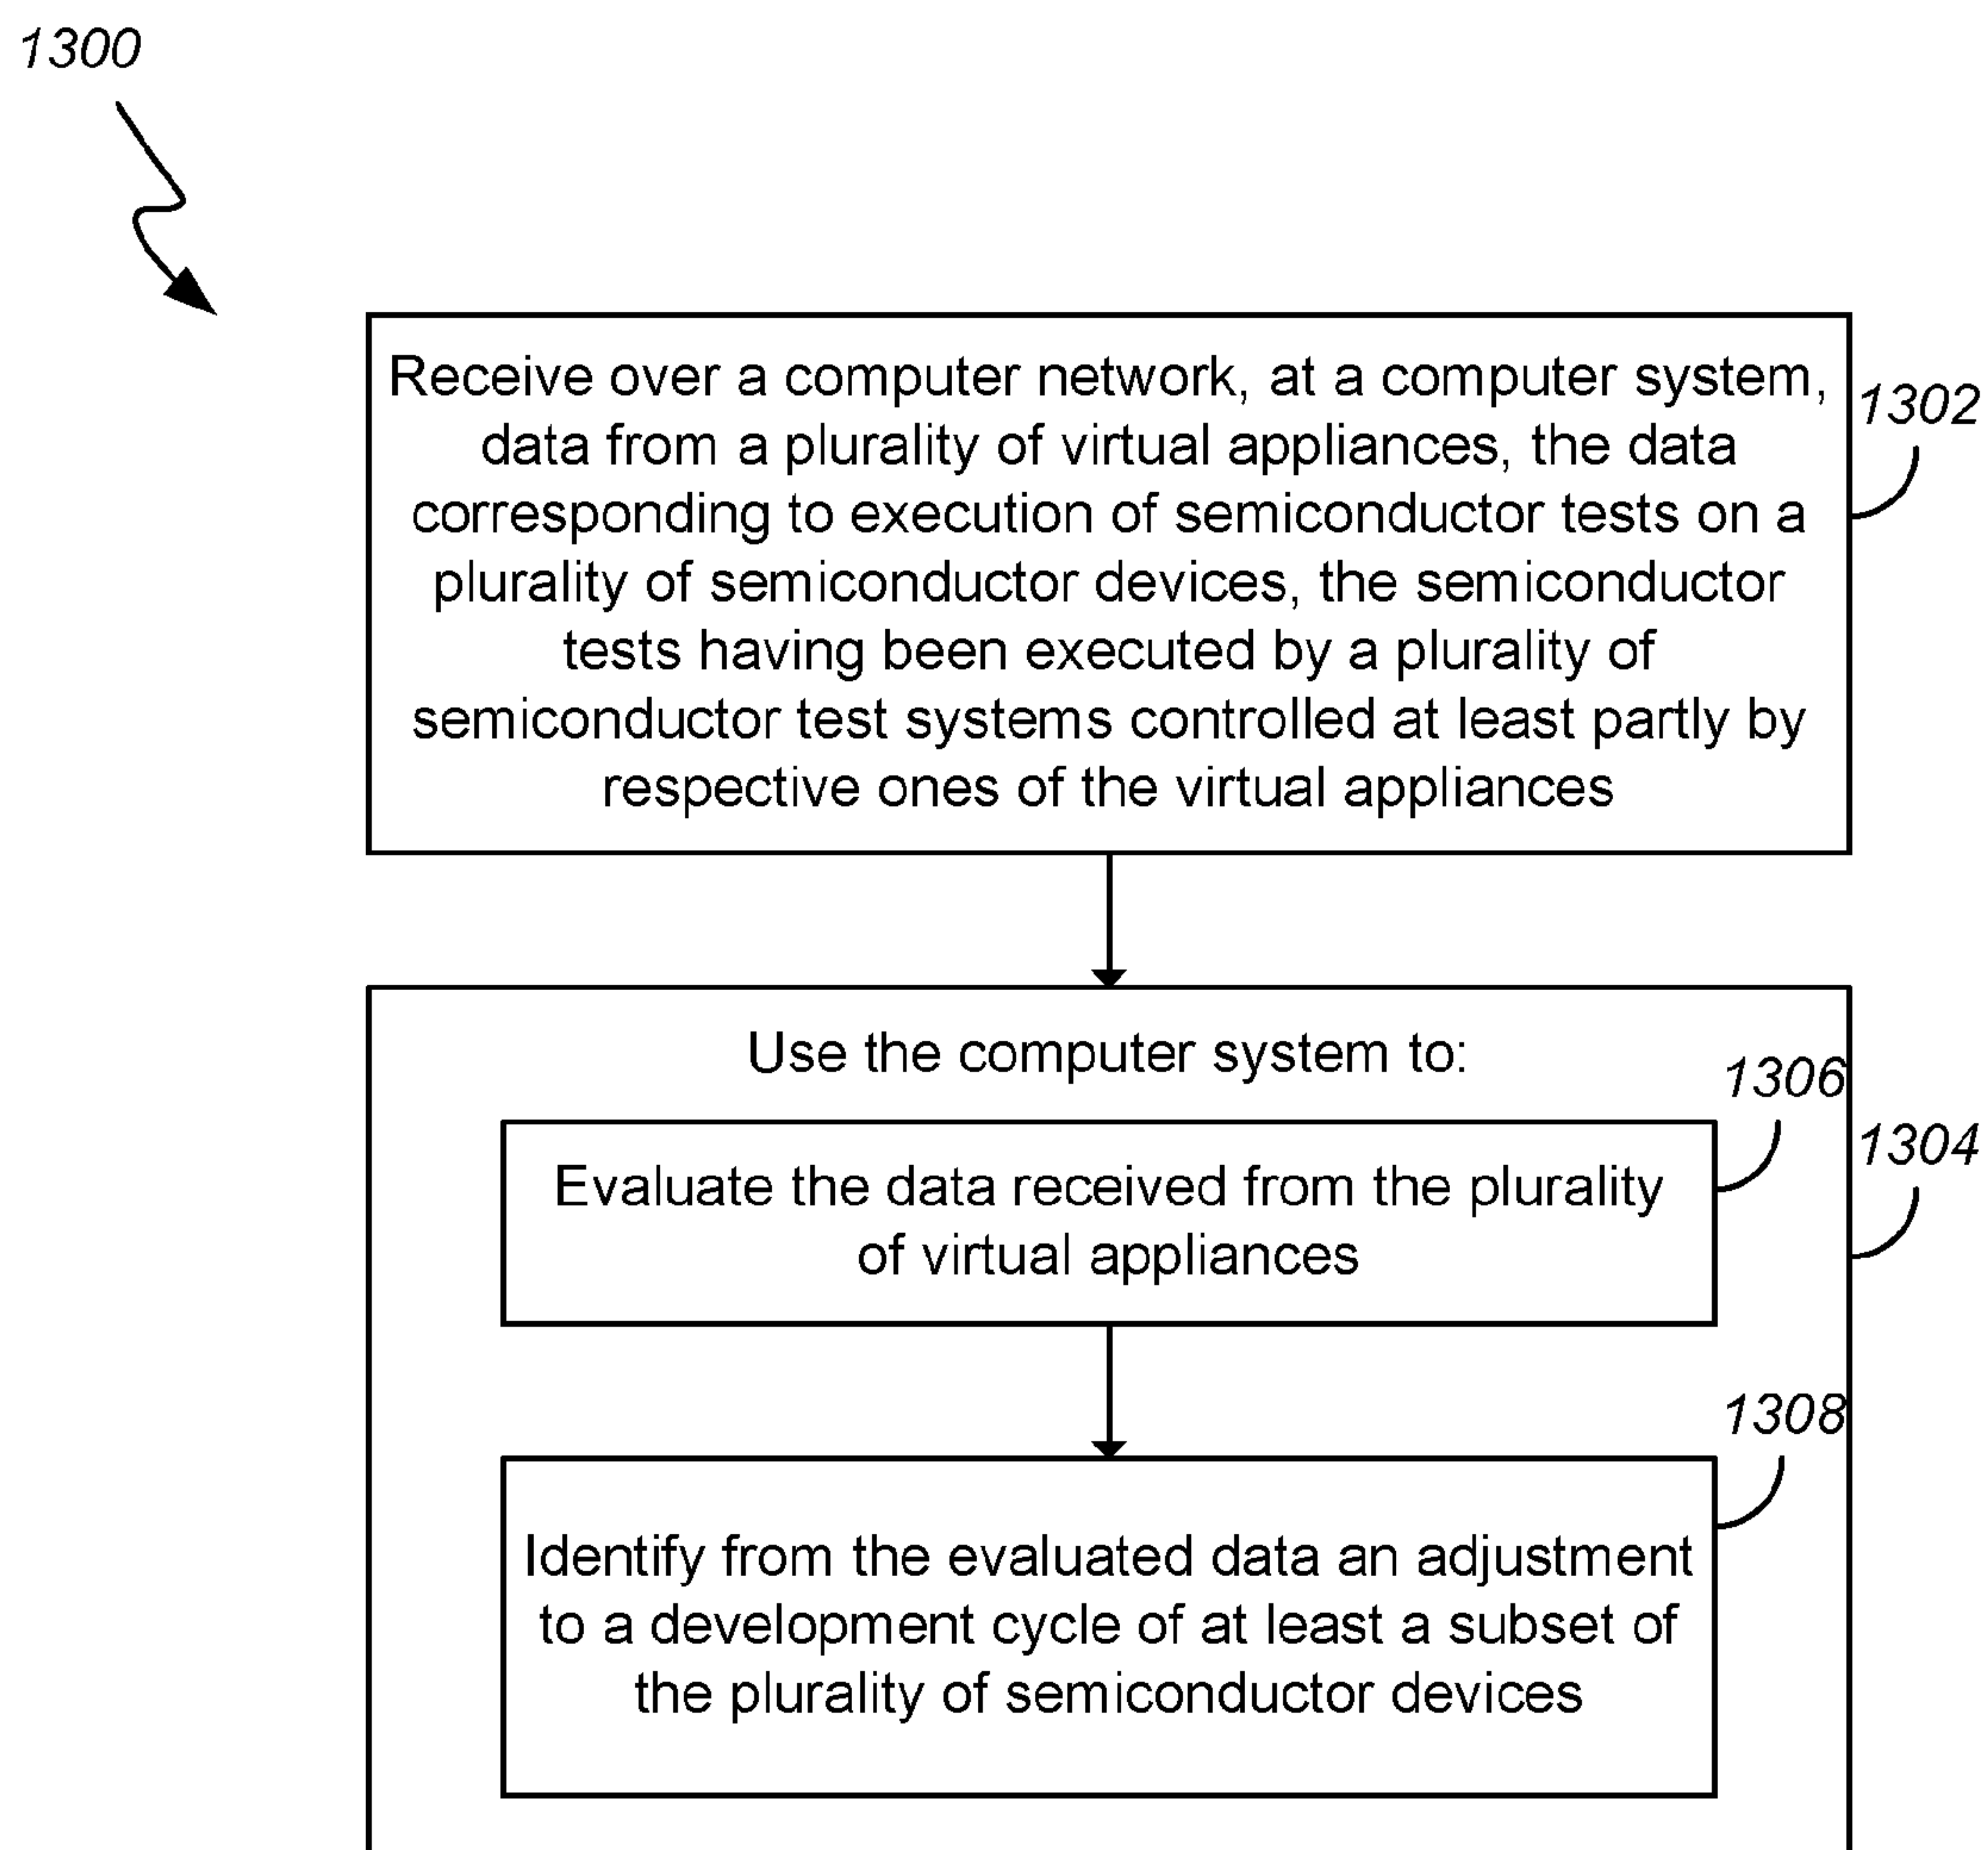 1300
Receive over a computer network, at a computer system,
data from a plurality of virtual appliances, the data
corresponding to execution of semiconductor tests on a
plurality of semiconductor devices, the semiconductor
tests having been executed by a plurality of
semiconductor test systems controlled at least partly by
respective ones of the virtual appliances
1302
Use the computer system to:
1306
1304
Evaluate the data received from the plurality
of virtual appliances
1308
Identify from the evaluated data an adjustment
to a development cycle of at least a subset of
the plurality of semiconductor devices